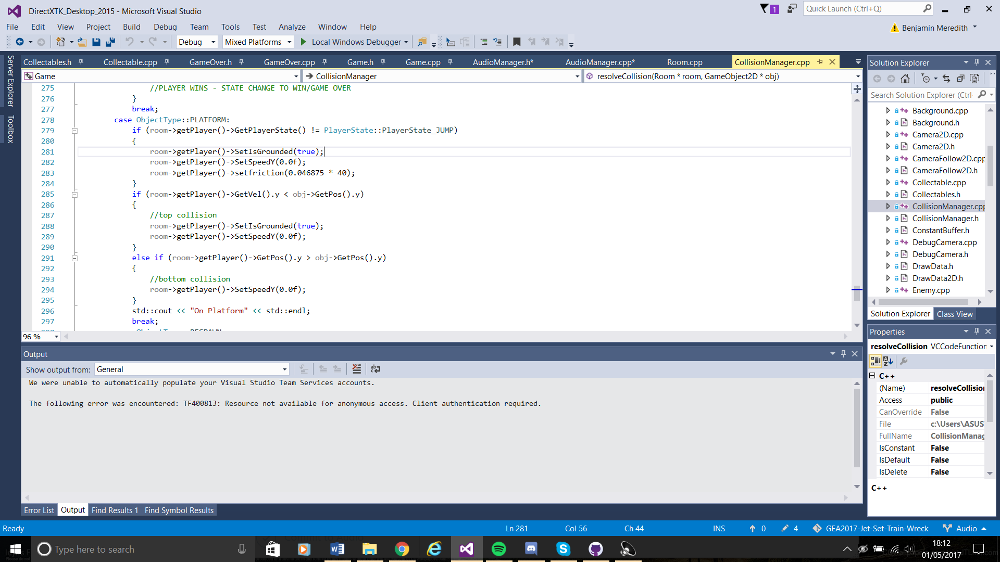 DirectXTK_Desktop_2015 - Microsoft Visual Studio
1
Quick Launch (Ctrl+Q)
File Edit View Project Build Debug Team Tools Test Analyze Window Help
Benjamin Meredith
Debug Mixed Platforms Local Windows Debugger
Server Explorer
Toolbox
Collectables.h Collectable.cpp GameOver.h GameOver.cpp Game.h Game.cpp AudioManager.h* AudioManager.cpp* Room.cpp CollisionManager.cpp
Game CollisionManager resolveCollision(Room * room, GameObject2D * obj)
275 //PLAYER WINS - STATE CHANGE TO WIN/GAME OVER
276 }
277 break;
278 case ObjectType::PLATFORM:
279 if (room->getPlayer()->GetPlayerState() != PlayerState::PlayerState_JUMP)
280 {
281 room->getPlayer()->SetIsGrounded(true);
282 room->getPlayer()->SetSpeedY(0.0f);
283 room->getPlayer()->setfriction(0.046875 * 40);
284 }
285 if (room->getPlayer()->GetVel().y < obj->GetPos().y)
286 {
287 //top collision
288 room->getPlayer()->SetIsGrounded(true);
289 room->getPlayer()->SetSpeedY(0.0f);
290 }
291 else if (room->getPlayer()->GetPos().y > obj->GetPos().y)
292 {
293 //bottom collision
294 room->getPlayer()->SetSpeedY(0.0f);
295 }
296 std::cout << "On Platform" << std::endl;
297 break;
96 %
Output
Show output from: General
We were unable to automatically populate your Visual Studio Team Services accounts.
The following error was encountered: TF400813: Resource not available for anonymous access. Client authentication required.
Error List Output Find Results 1 Find Symbol Results
Solution Explorer
Search Solution Explorer (Ctrl
Background.cpp
Background.h
Camera2D.cpp
Camera2D.h
CameraFollow2D.cpp
CameraFollow2D.h
Collectable.cpp
Collectables.h
CollisionManager.cpp
CollisionManager.h
ConstantBuffer.h
DebugCamera.cpp
DebugCamera.h
DrawData.h
DrawData2D.h
Enemy.cpp
Solution Explorer Class View
Properties
resolveCollision VCCodeFunction
C++
(Name) resolveCollision
Access public
CanOverride False
File c:\Users\ASUS
FullName CollisionManag
IsConstant False
IsDefault False
IsDelete False
C++
Ready Ln 281 Col 56 Ch 44 INS 0 4 GEA2017-Jet-Set-Train-Wreck Audio
Type here to search
18:12
01/05/2017